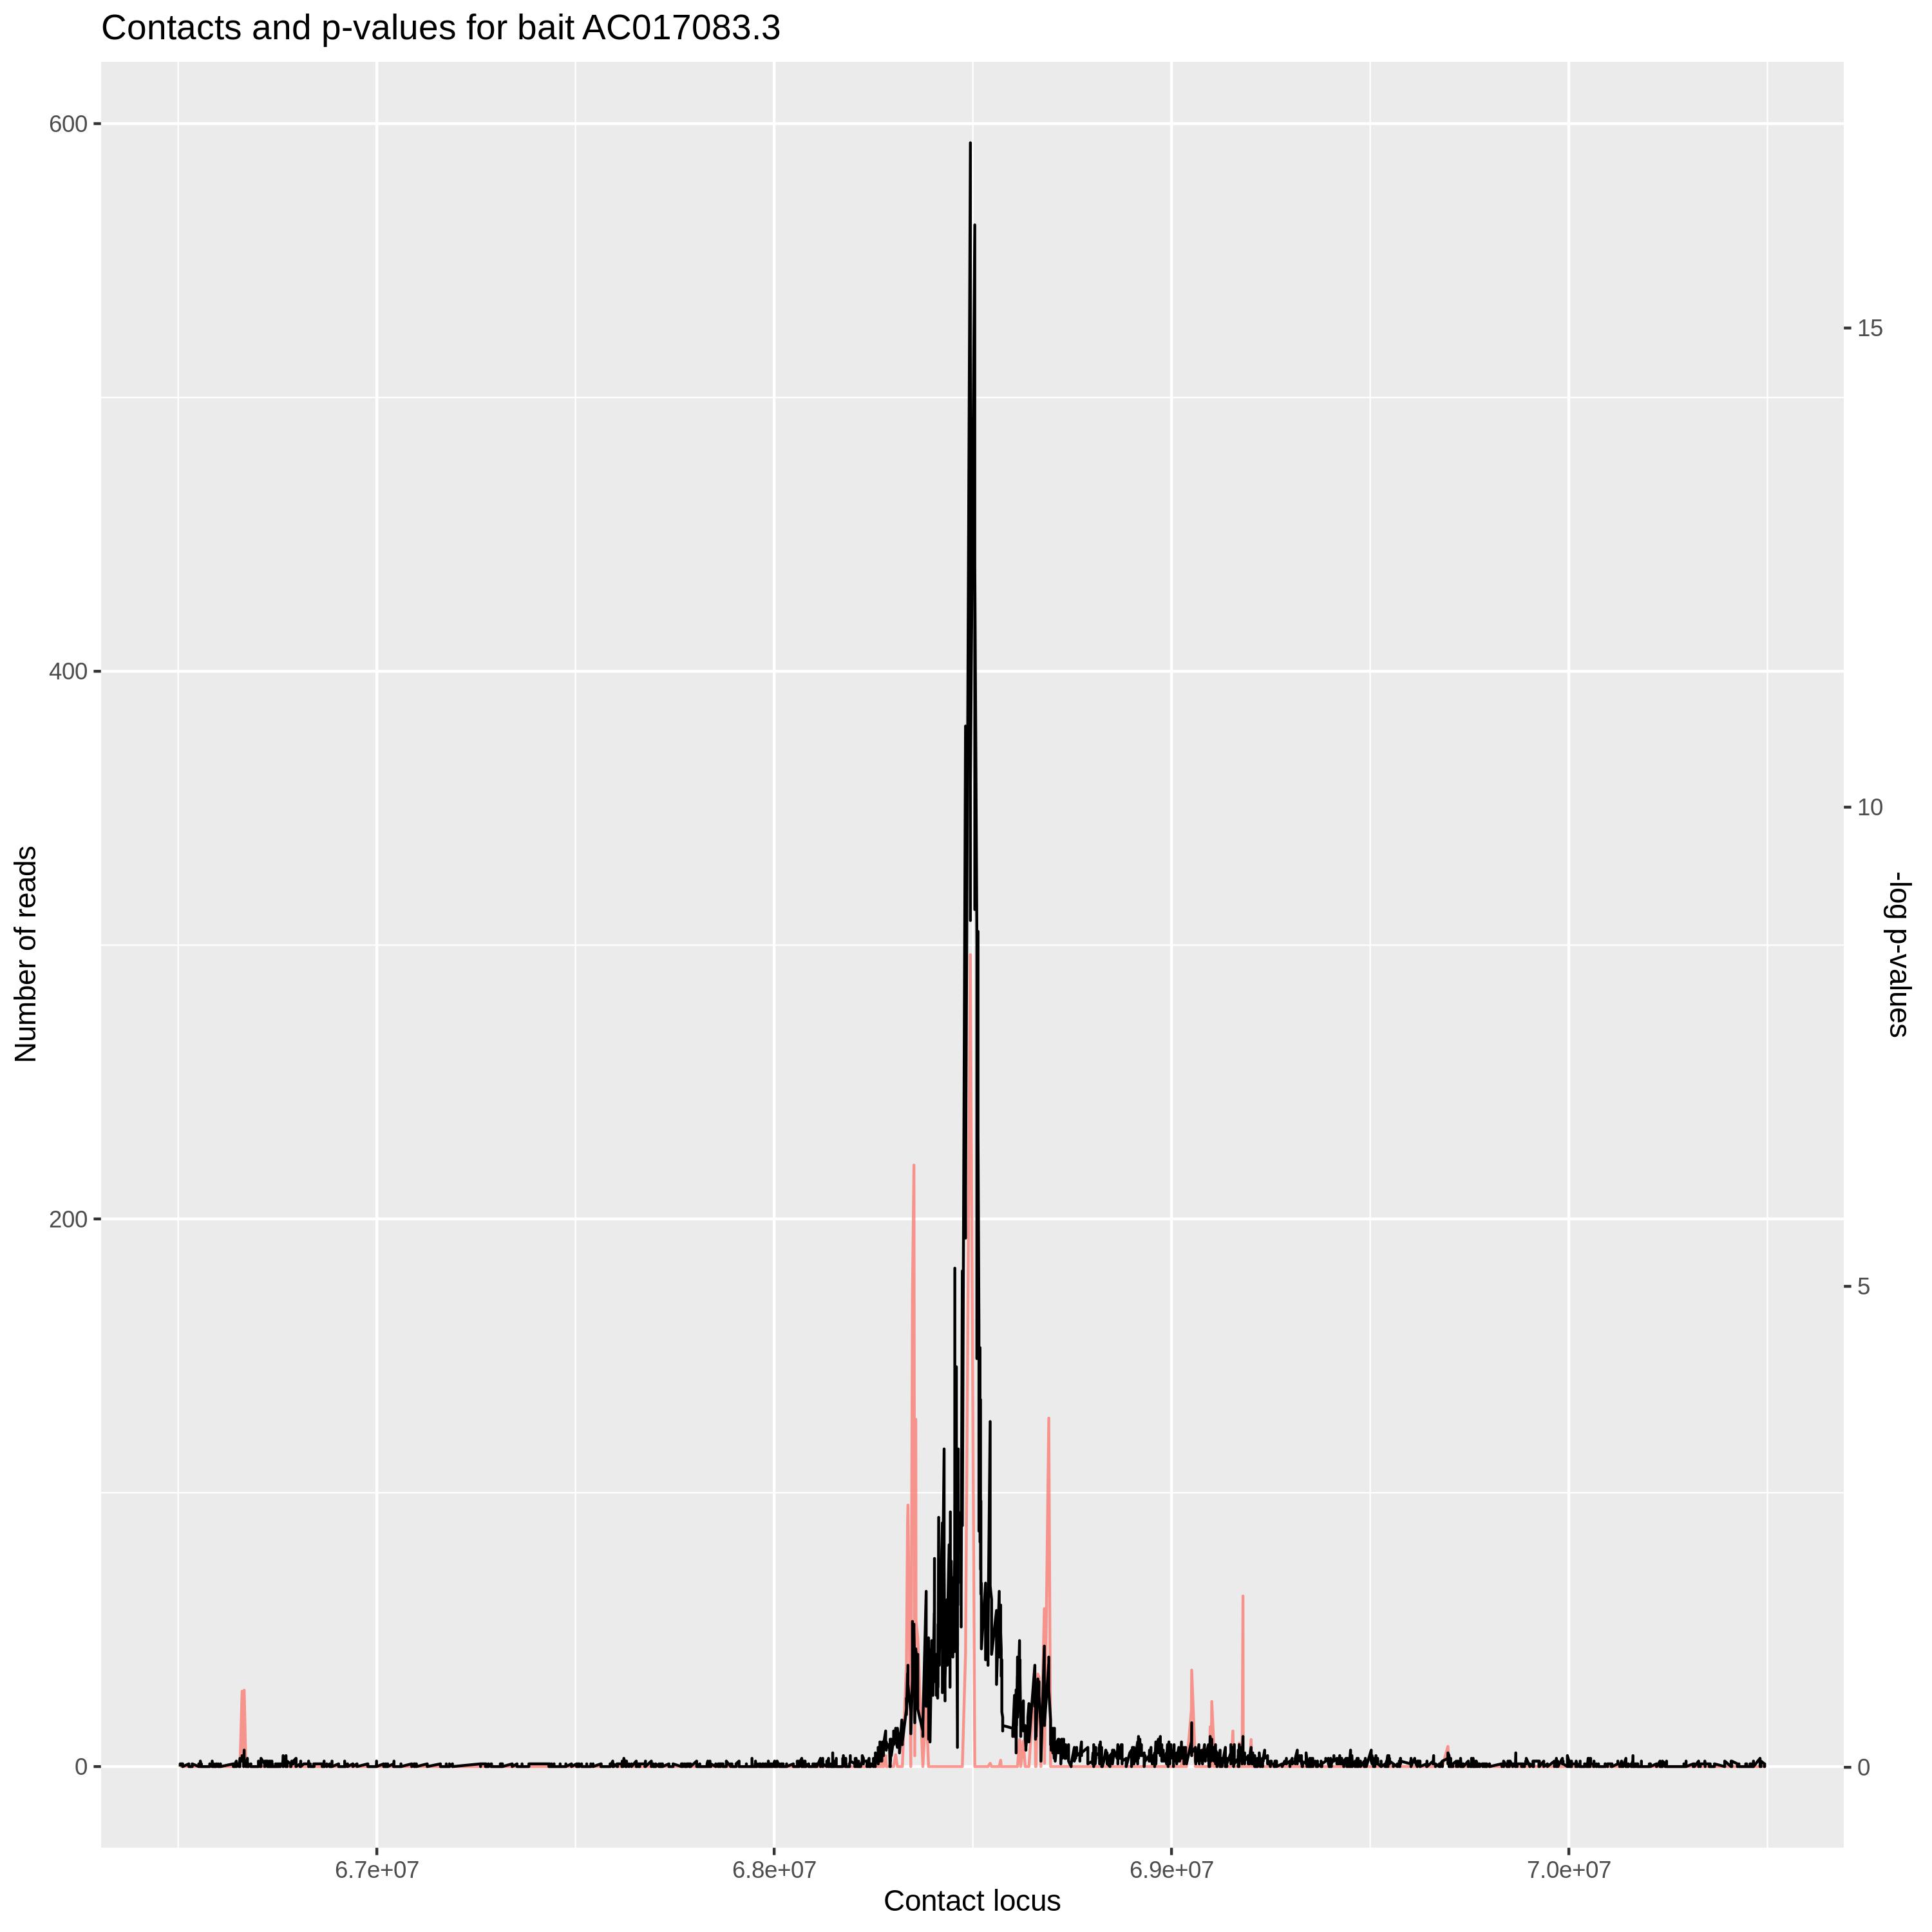 Contacts and p-values for bait AC017083.3
600
400
200
0
Number of reads
15
10
5
0
-log p-values
6.7e+07
6.8e+07
6.9e+07
7.0e+07
Contact locus